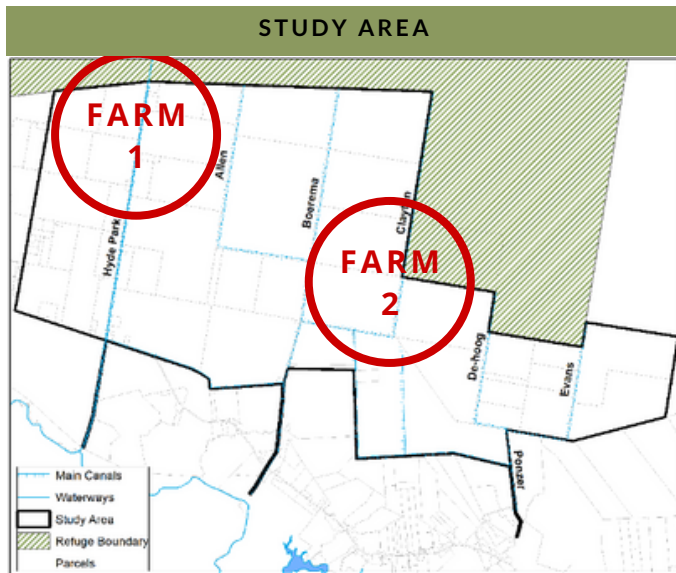 STUDY AREA
FARM
1
Allen
Boerema
Clayton
Hyde Park
FARM
2
De-hoog
Evans
Ponzer
Main Canals
Waterways
Study Area
Refuge Boundary
Parcels